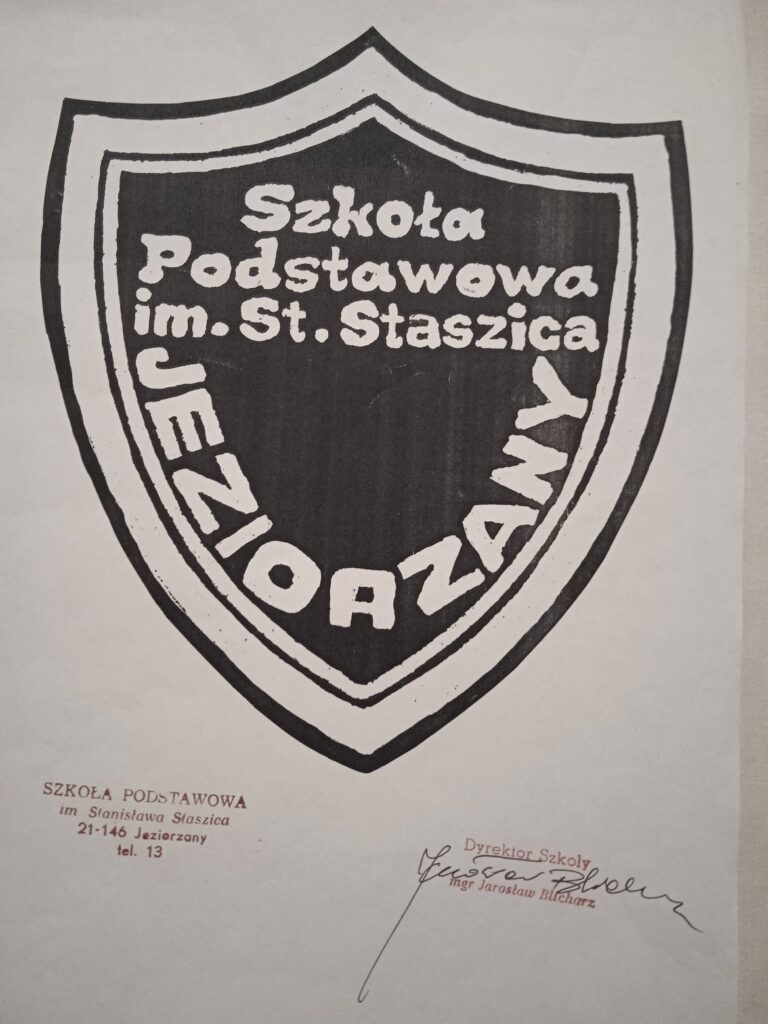 Szkoła
Podstawowa
im. St. Staszica
JEZIORZANY
SZKOŁA PODSTAWOWA
im Stanisława Staszica
21-146 Jeziorzany
tel. 13
Dyrektor Szkoły
mgr Jarosław Blicharz